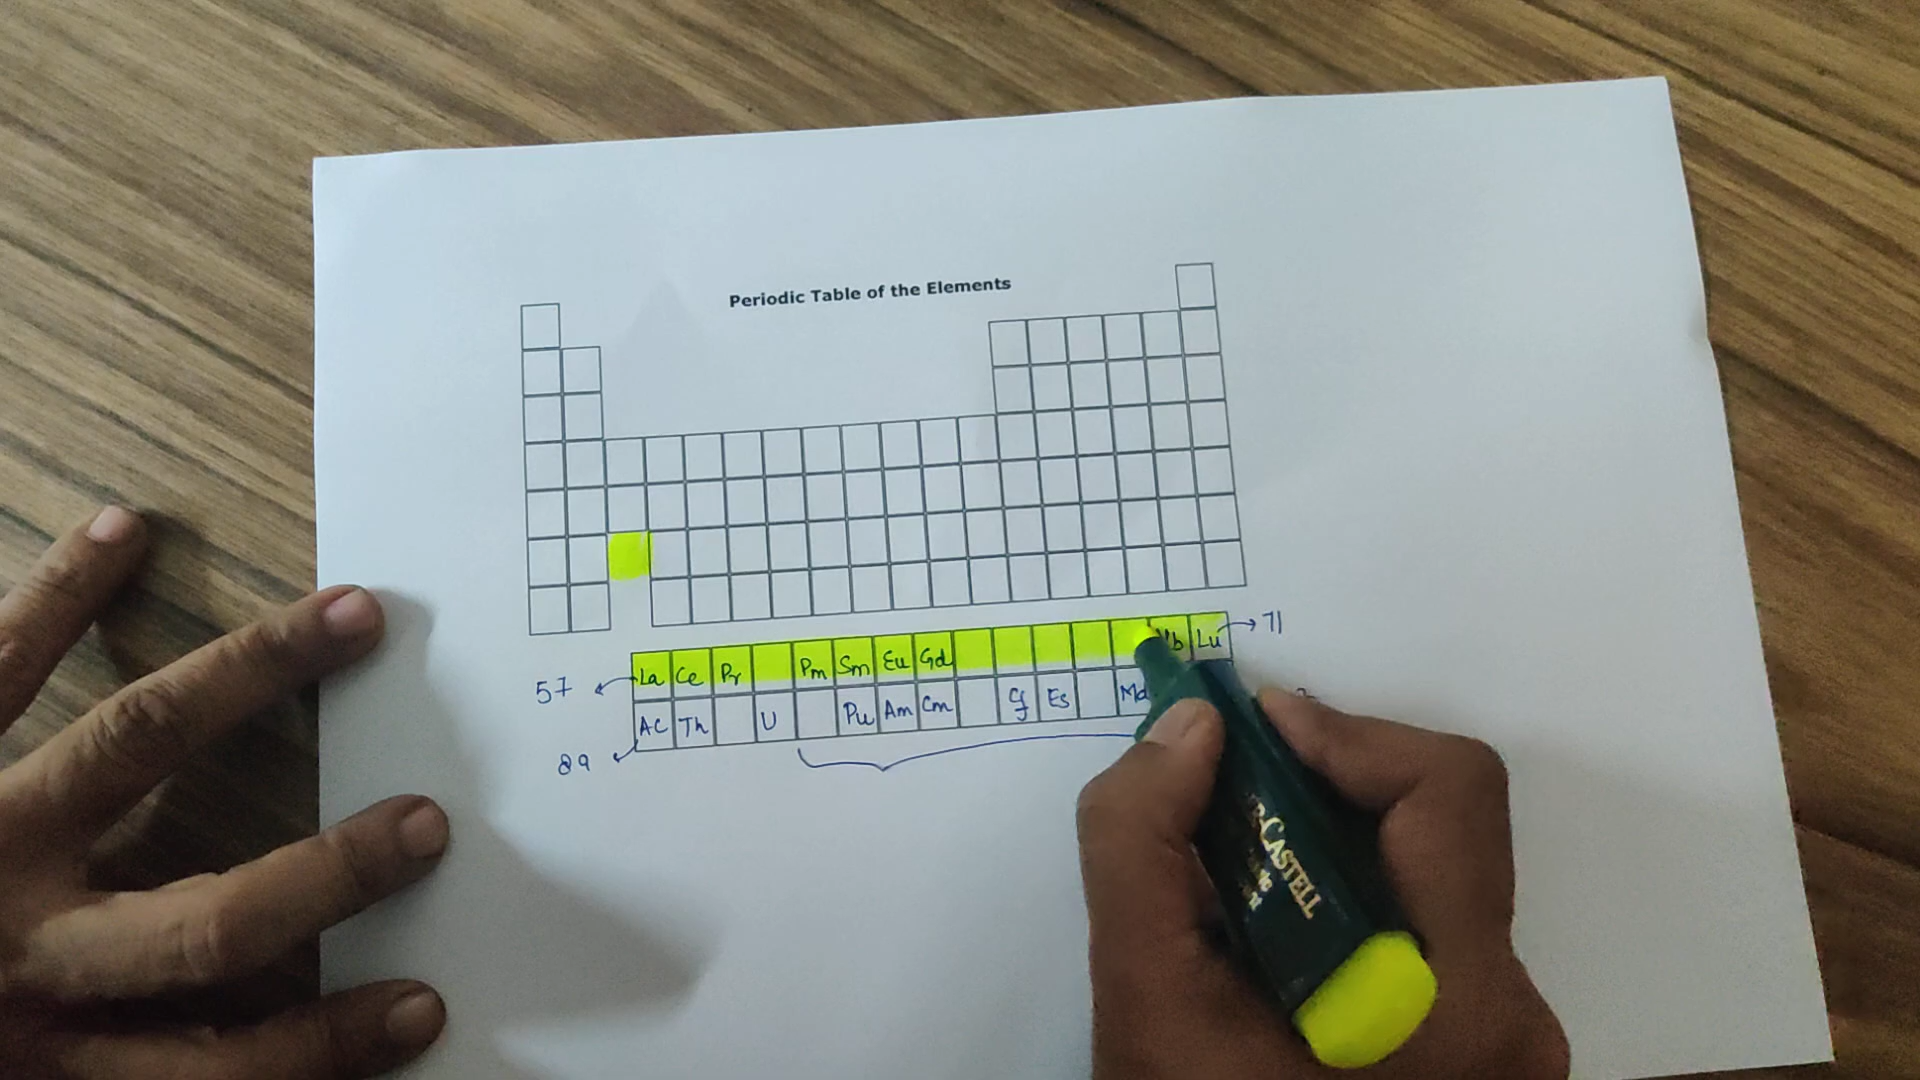 Periodic Table of the Elements
57 La Ce Pr Pm Sm Eu Gd Yb Lu 71
89 AC Th U Pu Am Cm Cf Es Md
CASTELL